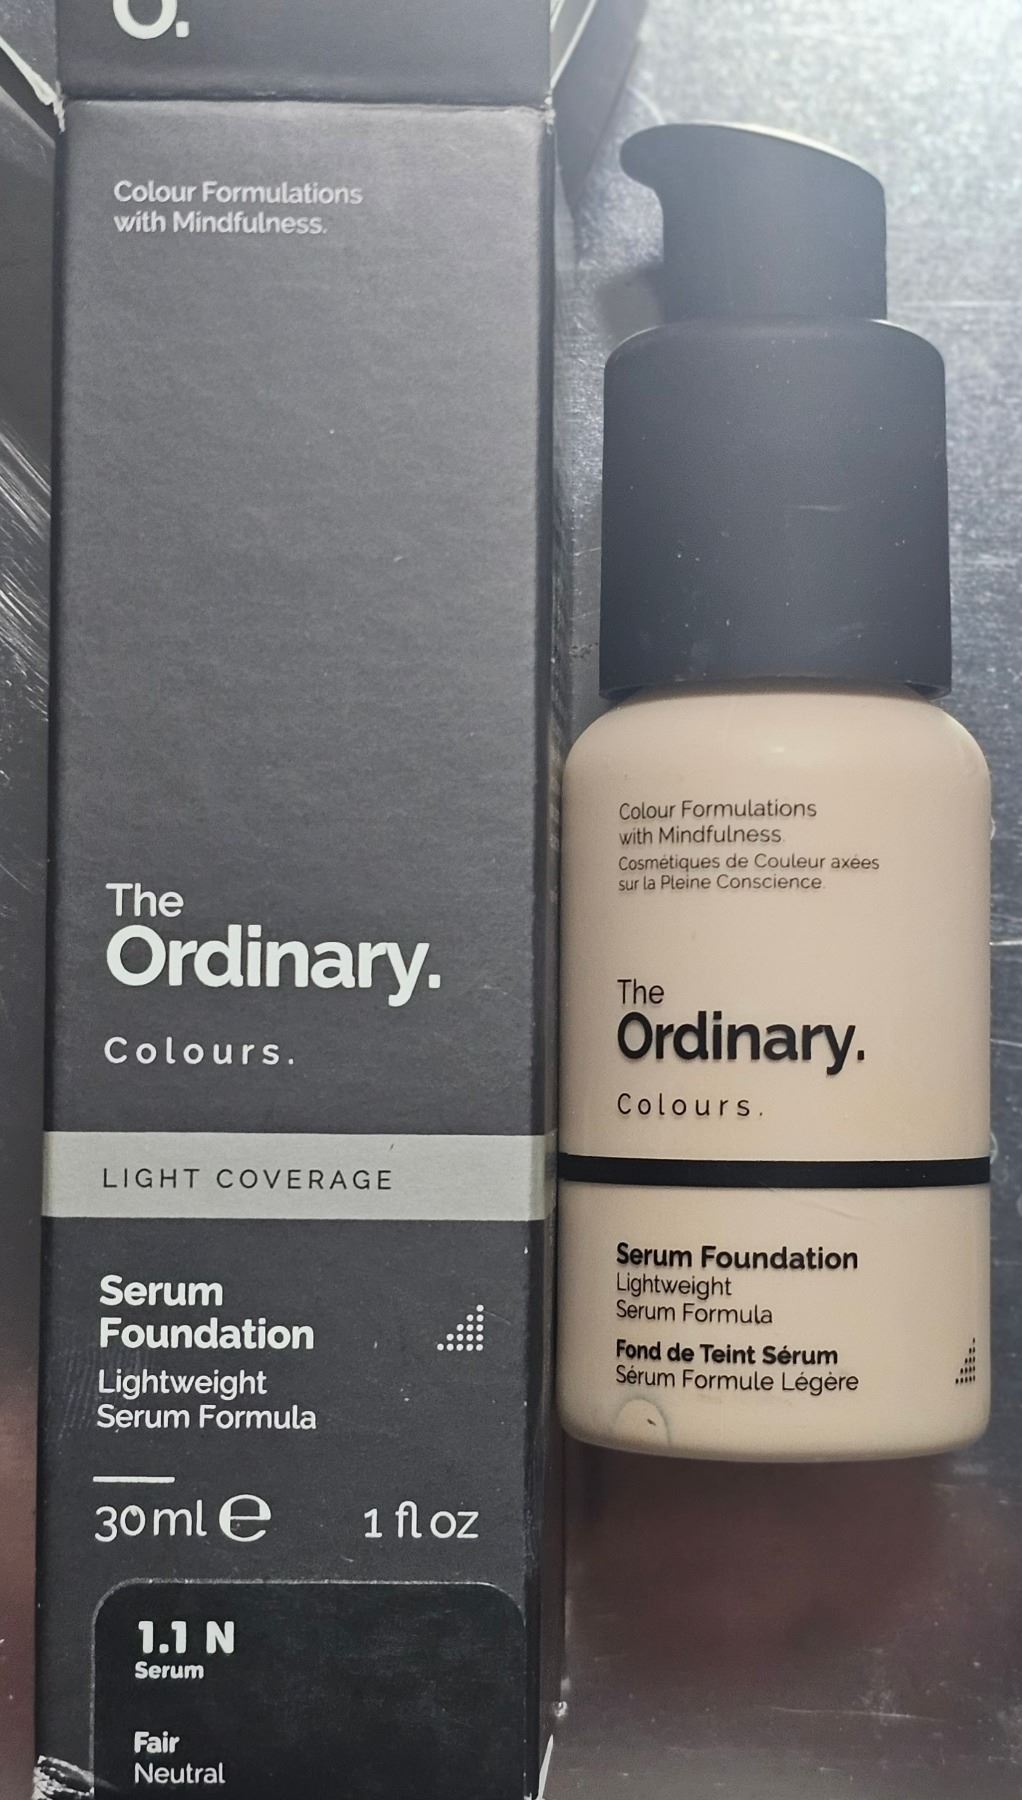 O.
Colour Formulations
with Mindfulness.
The
Ordinary.
Colours.
LIGHT COVERAGE
Serum
Foundation
Lightweight
Serum Formula
30ml e 1 fl oz
1.1 N
Serum
Fair
Neutral
Colour Formulations
with Mindfulness.
Cosmétiques de Couleur axées
sur la Pleine Conscience.
The
Ordinary.
Colours.
Serum Foundation
Lightweight
Serum Formula
Fond de Teint Sérum
Sérum Formule Légère